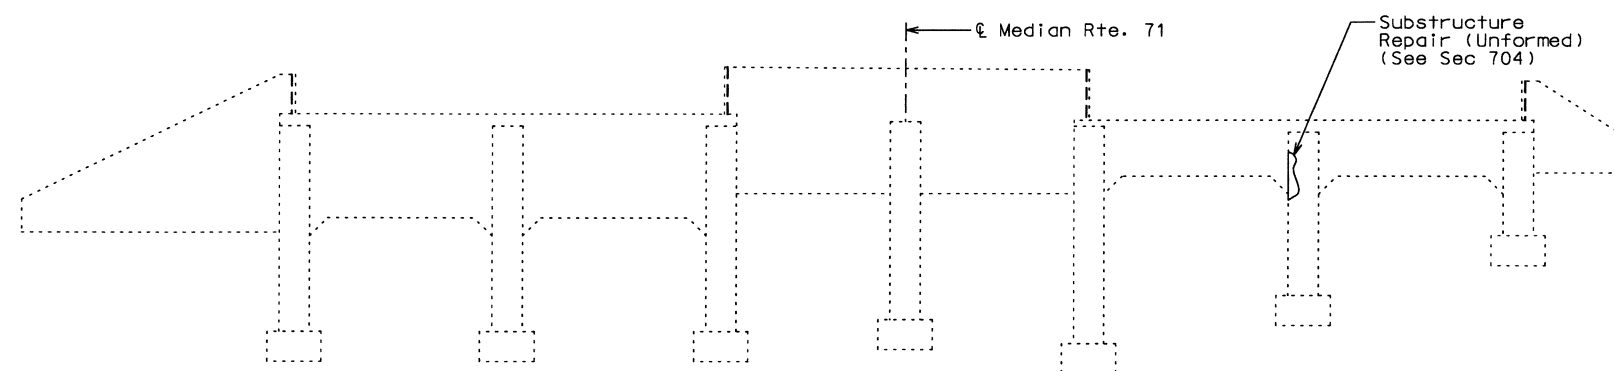 ℄ Median Rte. 71
Substructure
Repair (Unformed)
(See Sec 704)